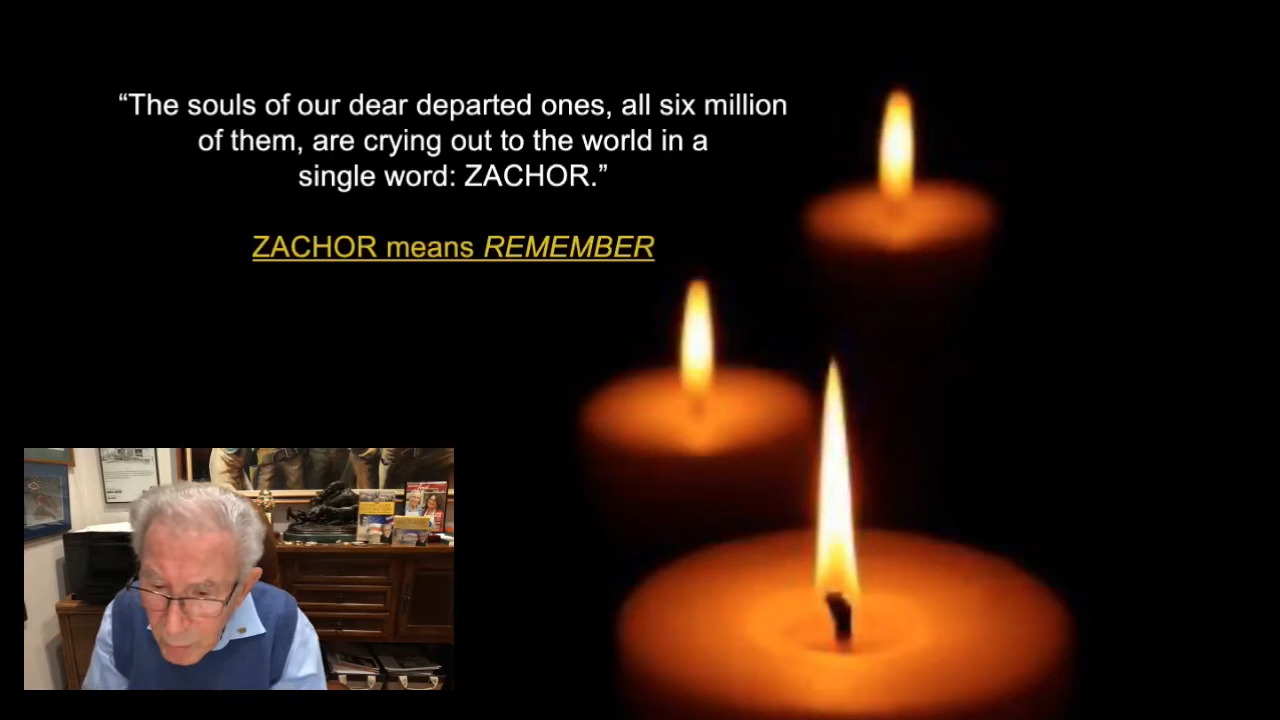 “The souls of our dear departed ones, all six million
of them, are crying out to the world in a
single word: ZACHOR.”
ZACHOR means REMEMBER